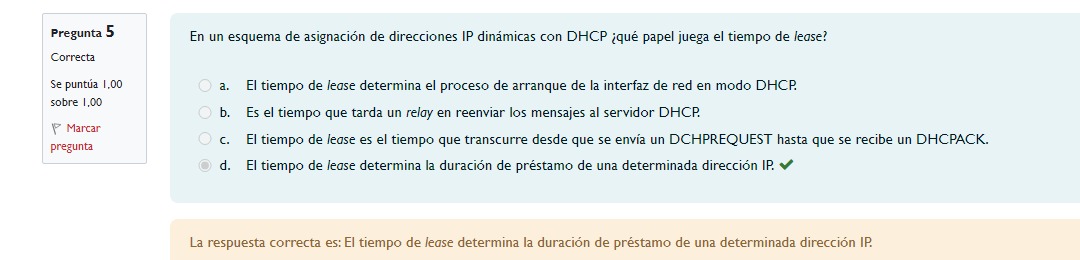 Pregunta 5
Correcta
Se puntúa 1,00
sobre 1,00
Marcar
pregunta
En un esquema de asignación de direcciones IP dinámicas con DHCP ¿qué papel juega el tiempo de lease?
a. El tiempo de lease determina el proceso de arranque de la interfaz de red en modo DHCP.
b. Es el tiempo que tarda un relay en reenviar los mensajes al servidor DHCP.
c. El tiempo de lease es el tiempo que transcurre desde que se envía un DCHPREQUEST hasta que se recibe un DHCPACK.
d. El tiempo de lease determina la duración de préstamo de una determinada dirección IP.
La respuesta correcta es: El tiempo de lease determina la duración de préstamo de una determinada dirección IP.